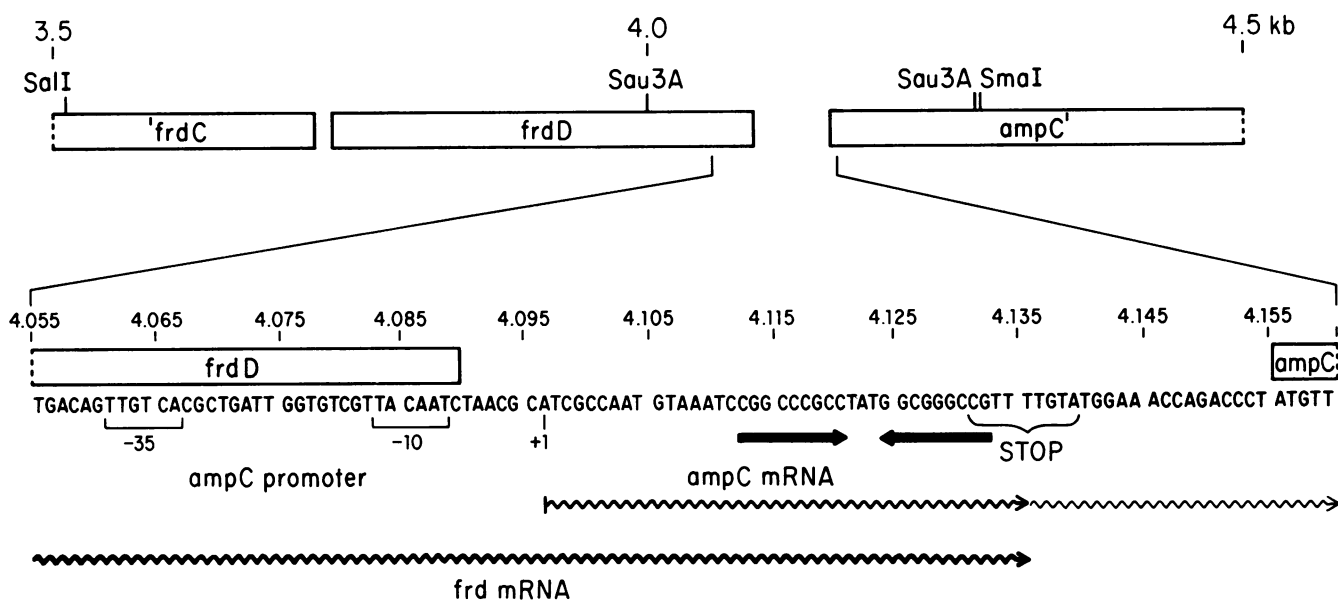 3.5 4.0 4.5 kb
SalI Sau3A Sau3A SmaI
'frdC frdD ampC'
4.055 4.065 4.075 4.085 4.095 4.105 4.115 4.125 4.135 4.145 4.155
frdD ampC
TGACAGTTGT CACGCTGATT GGTGTCGTTA CAATCTAACGC ATCGCCAAT GTAAATCCGG CCCGCCTATG GCGGGCCGTT TTGTATGGAA ACCAGACCCT ATGTT
-35 -10 +1 STOP
ampC promoter ampC mRNA
frd mRNA